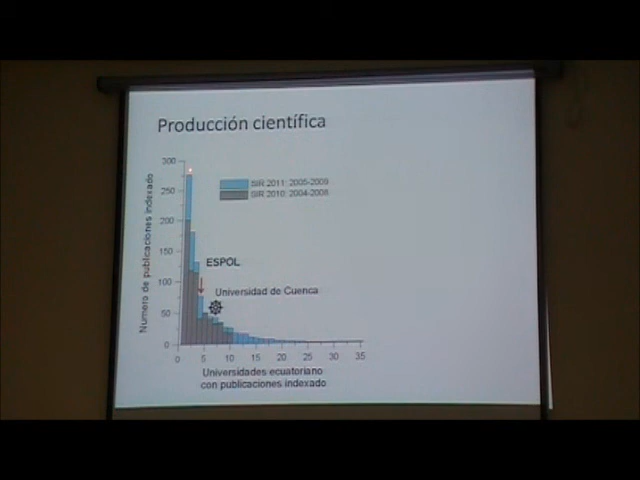 Producción científica
300
250
200
150
100
50
0
Numero de publicaciones indexado
SIR 2011: 2005-2009
SIR 2010: 2004-2008
ESPOL
Universidad de Cuenca
0 5 10 15 20 25 30 35
Universidades ecuatoriano
con publicaciones indexado